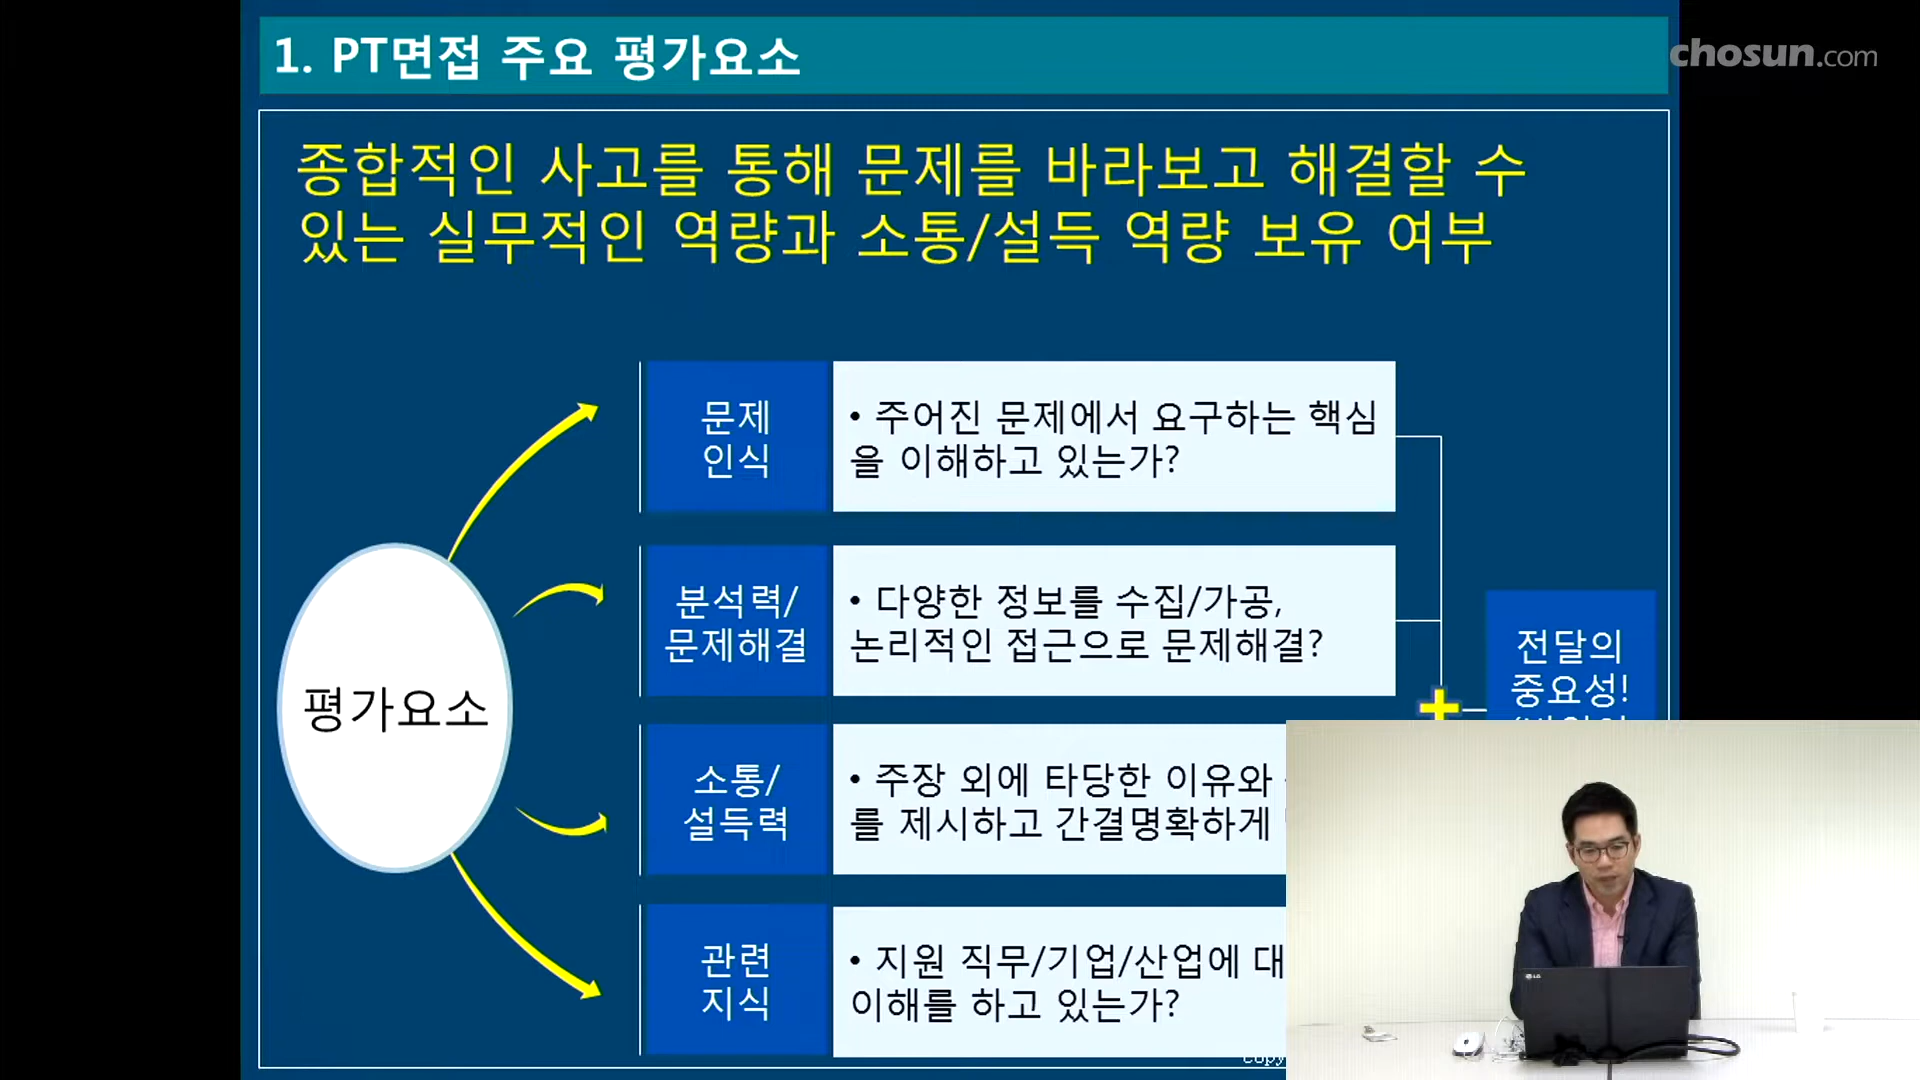 1. PT면접 주요 평가요소
chosun.com
종합적인 사고를 통해 문제를 바라보고 해결할 수
있는 실무적인 역량과 소통/설득 역량 보유 여부
평가요소
문제
인식
• 주어진 문제에서 요구하는 핵심
을 이해하고 있는가?
분석력/
문제해결
• 다양한 정보를 수집/가공,
논리적인 접근으로 문제해결?
전달의
중요성!
소통/
설득력
• 주장 외에 타당한 이유와
를 제시하고 간결명확하게
관련
지식
• 지원 직무/기업/산업에 대
이해를 하고 있는가?
LG